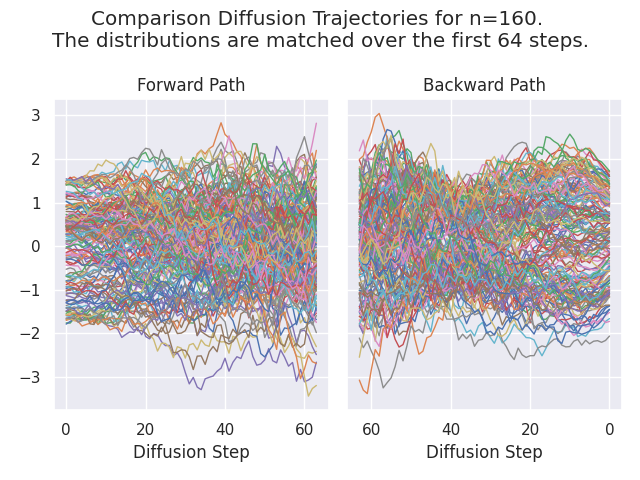 Comparison Diffusion Trajectories for n=160.
The distributions are matched over the first 64 steps.
Forward Path
Backward Path
3
2
1
0
−1
−2
−3
0 20 40 60
60 40 20 0
Diffusion Step
Diffusion Step